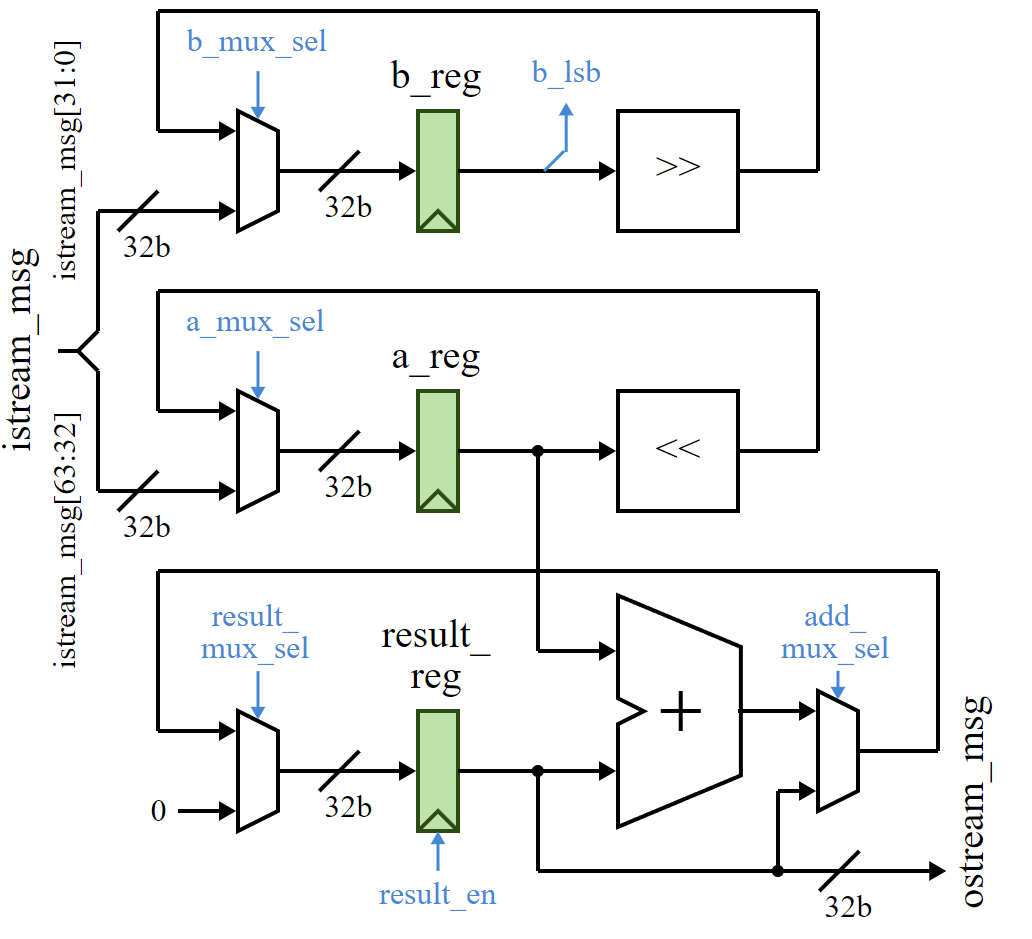 b_mux_sel
b_reg
b_lsb
>>
32b
32b
istream_msg[31:0]
istream_msg
a_mux_sel
a_reg
<<
32b
32b
istream_msg[63:32]
result_
mux_sel
result_
reg
+
add_
mux_sel
0
32b
result_en
32b
ostream_msg